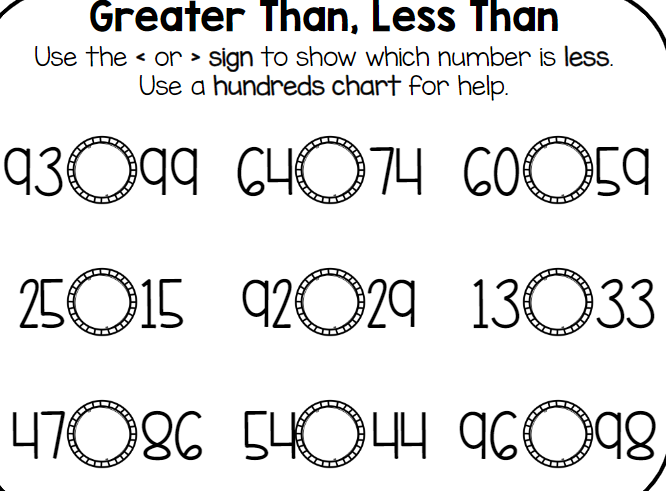 Greater Than, Less Than
Use the < or > sign to show which number is less.
Use a hundreds chart for help.
93 99 64 74 60 59
25 15 92 29 13 33
47 86 54 44 96 98